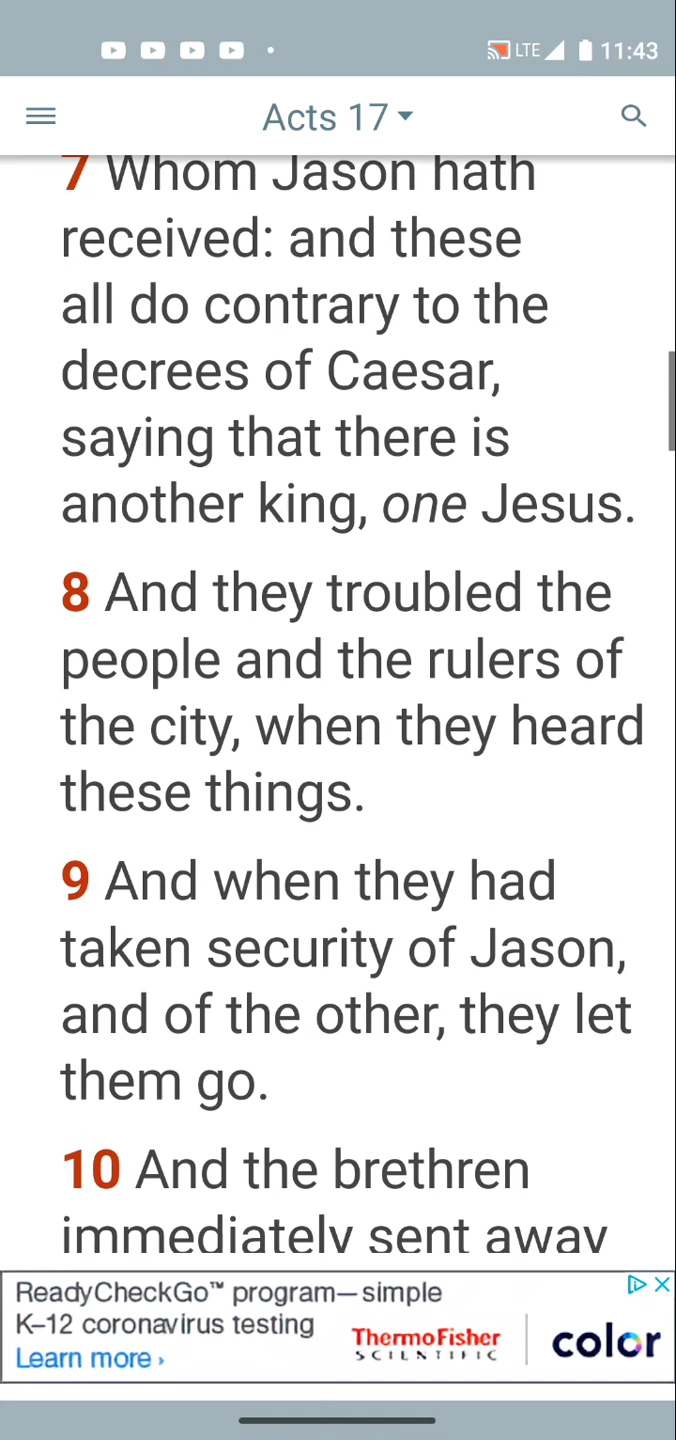 LTE 11:43
Acts 17
7 Whom Jason hath
received: and these
all do contrary to the
decrees of Caesar,
saying that there is
another king, one Jesus.
8 And they troubled the
people and the rulers of
the city, when they heard
these things.
9 And when they had
taken security of Jason,
and of the other, they let
them go.
10 And the brethren
immediately sent away
ReadyCheckGo™ program—simple
K–12 coronavirus testing
Learn more ›
ThermoFisher
SCIENTIFIC
color